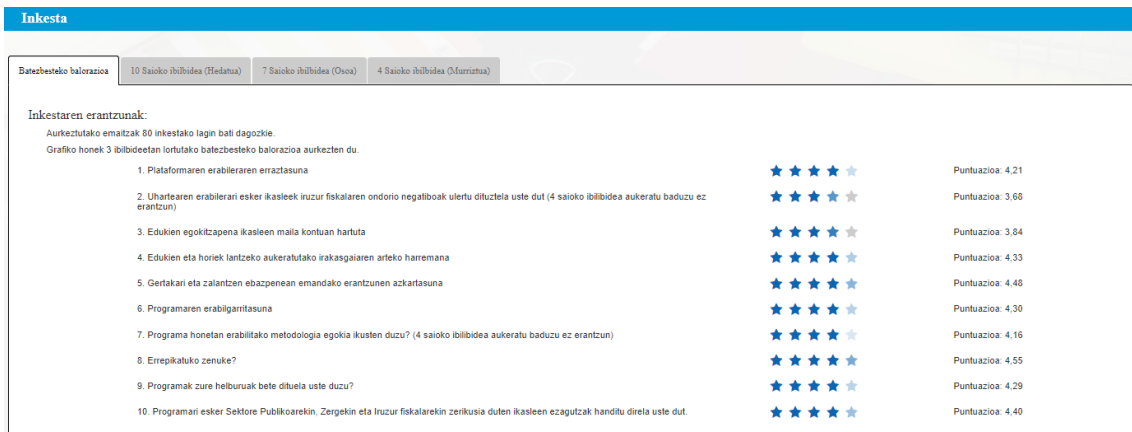 Inkesta
Batezbesteko balorazioa
10 Saioko ibilbidea (Hedatua)
7 Saioko ibilbidea (Osoa)
4 Saioko ibilbidea (Murriztua)
Inkestaren erantzunak:
Aurkeztutako emaitzak 80 inkestako lagin bati dagozkie.
Grafiko honek 3 ibilbideetan lortutako batezbesteko balorazioa aurkezten du.
1. Plataformaren erabileraren erraztasuna Puntuazioa: 4,21
2. Uhartearen erabilerari esker ikasleek iruzur fiskalaren ondorio negatiboak ulertu dituztela uste dut (4 saioko ibilibidea aukeratu baduzu ez Puntuazioa: 3,68
erantzun)
3. Edukien egokitzapena ikasleen maila kontuan hartuta Puntuazioa: 3,84
4. Edukien eta horiek lantzeko aukeratutako irakasgaiaren arteko harremana Puntuazioa: 4,33
5. Gertakari eta zalantzen ebazpenean emandako erantzunen azkartasuna Puntuazioa: 4,48
6. Programaren erabilgarritasuna Puntuazioa: 4,30
7. Programa honetan erabilitako metodologia egokia ikusten duzu? (4 saioko ibilibidea aukeratu baduzu ez erantzun) Puntuazioa: 4,16
8. Errepikatuko zenuke? Puntuazioa: 4,55
9. Programak zure helburuak bete dituela uste duzu? Puntuazioa: 4,29
10. Programari esker Sektore Publikoarekin, Zergekin eta Iruzur fiskalarekin zerikusia duten ikasleen ezagutzak handitu direla uste dut. Puntuazioa: 4,40